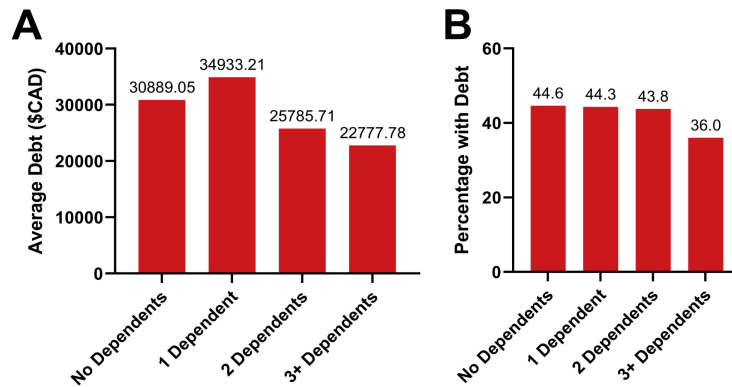 A
Average Debt ($CAD)
40000
30000
20000
10000
0
30889.05
34933.21
25785.71
22777.78
No Dependents
1 Dependent
2 Dependents
3+ Dependents
B
Percentage with Debt
60
40
20
0
44.6
44.3
43.8
36.0
No Dependents
1 Dependent
2 Dependents
3+ Dependents